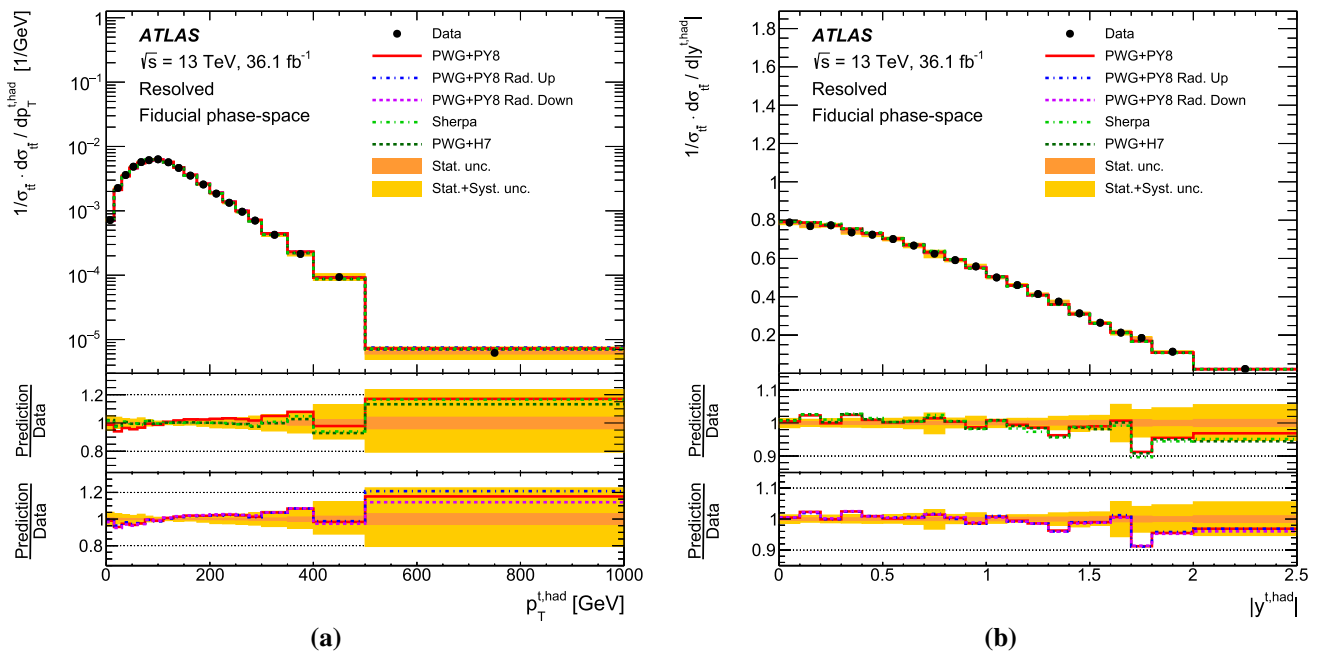 1/σ_tt̄ · dσ_tt̄ / dp_T^t,had [1/GeV]
1
10⁻¹
10⁻²
10⁻³
10⁻⁴
10⁻⁵
ATLAS
√s = 13 TeV, 36.1 fb⁻¹
Resolved
Fiducial phase-space
Data
PWG+PY8
PWG+PY8 Rad. Up
PWG+PY8 Rad. Down
Sherpa
PWG+H7
Stat. unc.
Stat.+Syst. unc.
Prediction
Data
1.2
1
0.8
Prediction
Data
1.2
1
0.8
0 200 400 600 800 1000
p_T^t,had [GeV]
(a)
1/σ_tt̄ · dσ_tt̄ / d|y^t,had|
1.8
1.6
1.4
1.2
1
0.8
0.6
0.4
0.2
ATLAS
√s = 13 TeV, 36.1 fb⁻¹
Resolved
Fiducial phase-space
Data
PWG+PY8
PWG+PY8 Rad. Up
PWG+PY8 Rad. Down
Sherpa
PWG+H7
Stat. unc.
Stat.+Syst. unc.
Prediction
Data
1.1
1
0.9
Prediction
Data
1.1
1
0.9
0 0.5 1 1.5 2 2.5
|y^t,had|
(b)